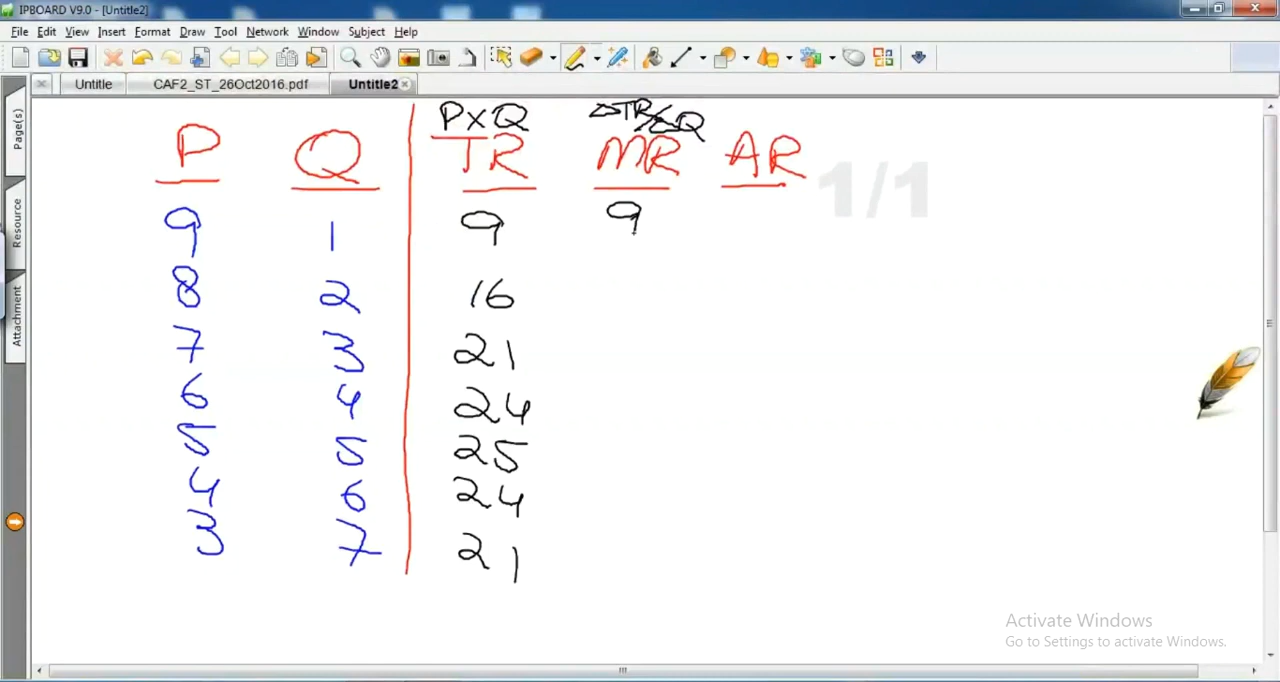 IPBOARD V9.0 - [Untitle2]
File Edit View Insert Format Draw Tool Network Window Subject Help
Untitle CAF2_ST_26Oct2016.pdf Untitle2
Page(s)
Resource
Attachment
P×Q ΔTR/ΔQ
P Q TR MR AR
1/1
9 1 9 9
8 2 16
7 3 21
6 4 24
5 5 25
4 6 24
3 7 21
Activate Windows
Go to Settings to activate Windows.